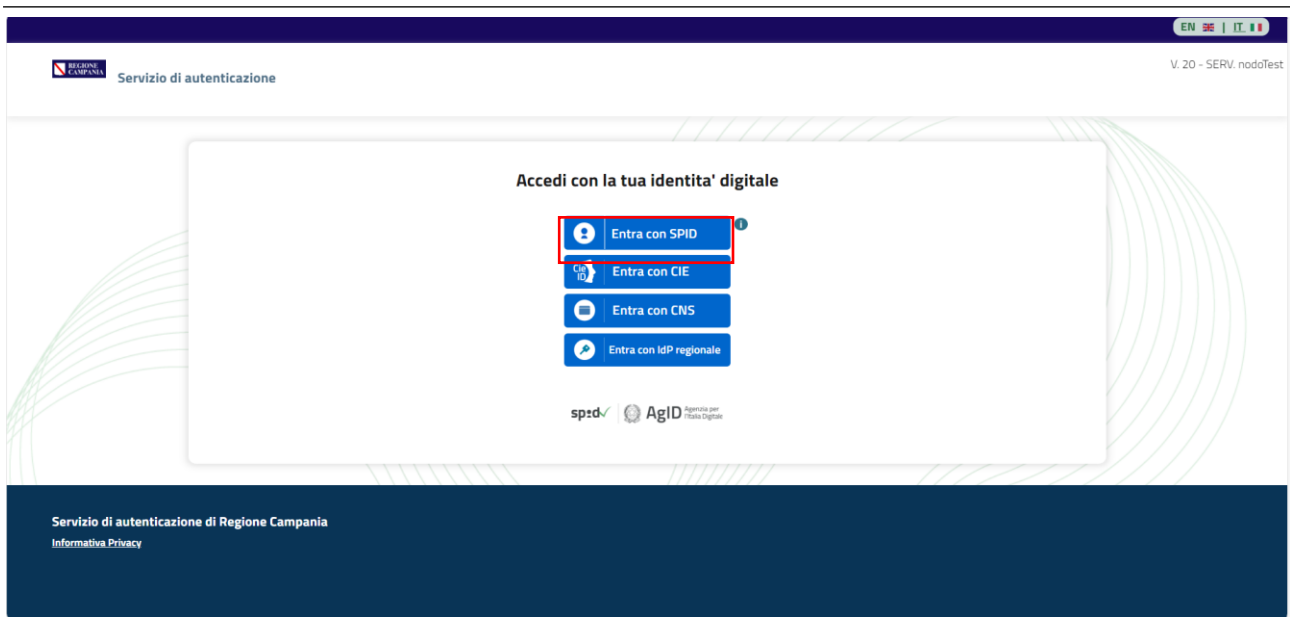 EN | IT
REGIONE CAMPANIA
Servizio di autenticazione
V. 20 - SERV. nodoTest
Accedi con la tua identita' digitale
Entra con SPID
i
Cie ID
Entra con CIE
Entra con CNS
Entra con IdP regionale
sp:d AgID Agenzia per l'Italia Digitale
Servizio di autenticazione di Regione Campania
Informativa Privacy